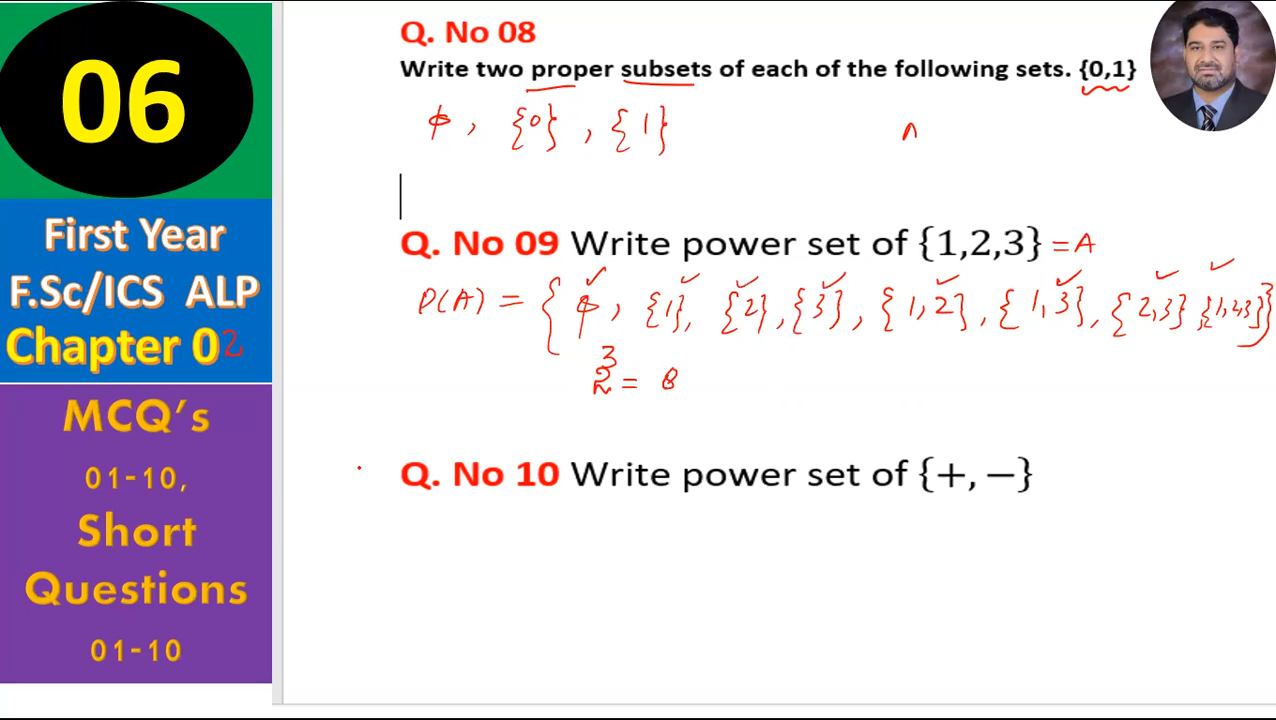 06
First Year
F.Sc/ICS ALP
Chapter 02
MCQ's
01-10,
Short
Questions
01-10
Q. No 08
Write two proper subsets of each of the following sets. {0,1}
φ, {0}, {1}
Q. No 09 Write power set of {1,2,3} = A
P(A) = { φ, {1}, {2}, {3}, {1,2}, {1,3}, {2,3}, {1,2,3} }
2³ = 8
Q. No 10 Write power set of {+, −}